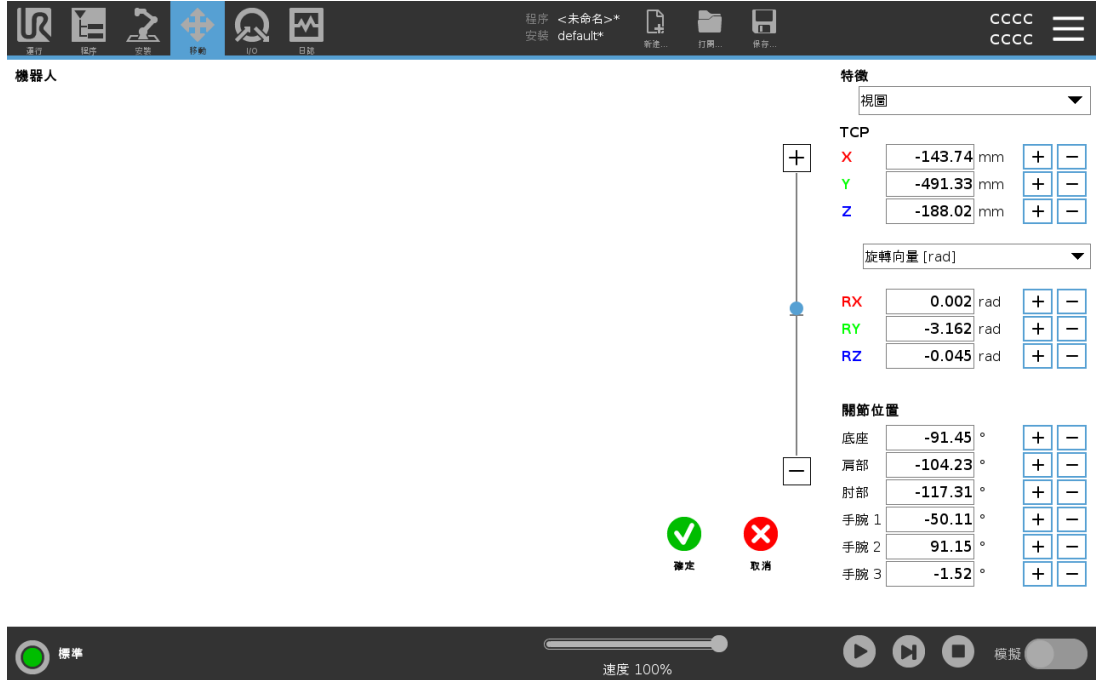 程序 <未命名>*
安裝 default*
UR
運行
程序
安裝
移動
I/O
日誌
新建...
打開...
保存...
CCCC
CCCC
機器人
特徵
視圖
TCP
X -143.74 mm + −
Y -491.33 mm + −
Z -188.02 mm + −
旋轉向量 [rad]
RX 0.002 rad + −
RY -3.162 rad + −
RZ -0.045 rad + −
關節位置
底座 -91.45 ° + −
肩部 -104.23 ° + −
肘部 -117.31 ° + −
手腕 1 -50.11 ° + −
手腕 2 91.15 ° + −
手腕 3 -1.52 ° + −
確定
取消
標準
速度 100%
模擬